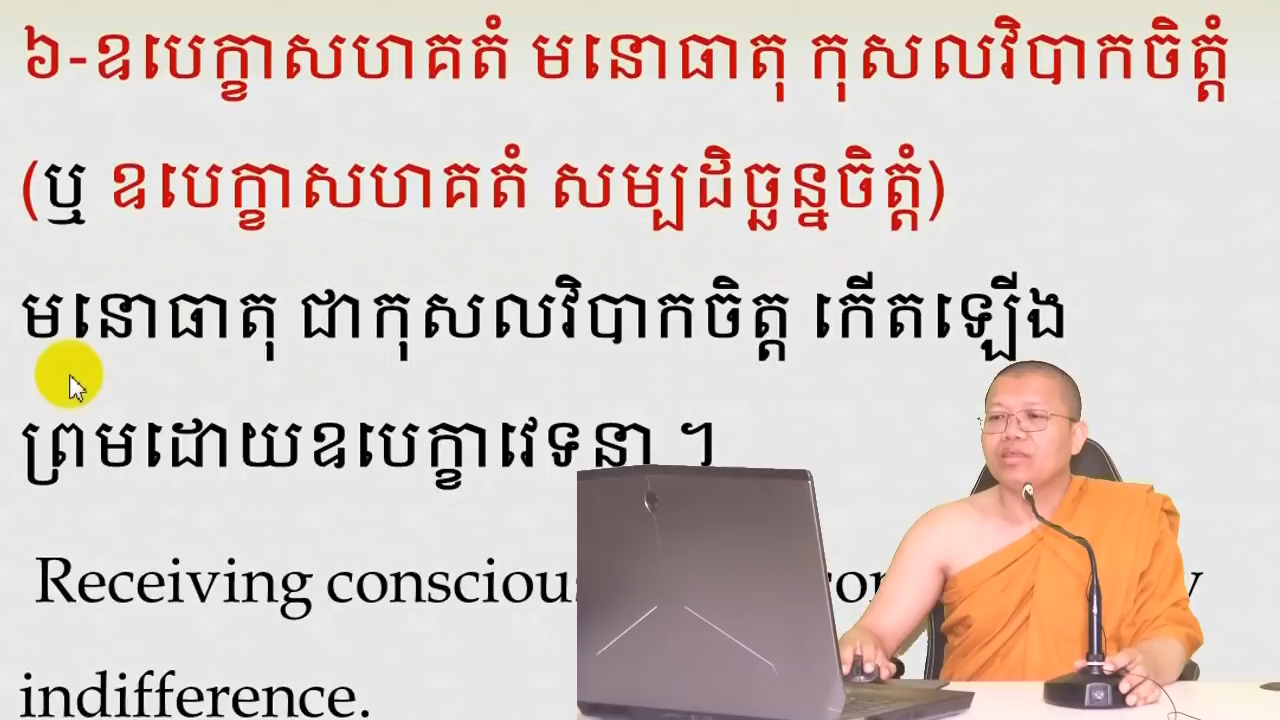 ៦-ឧបេក្ខាសហគតំ មនោធាតុ កុសលវិបាកចិត្តំ
(ឬ ឧបេក្ខាសហគតំ សម្បដិច្ឆន្នចិត្តំ)
មនោធាតុ ជាកុសលវិបាកចិត្ត កើតឡើង
ព្រមដោយឧបេក្ខាវេទនា ។
Receiving
indifference.